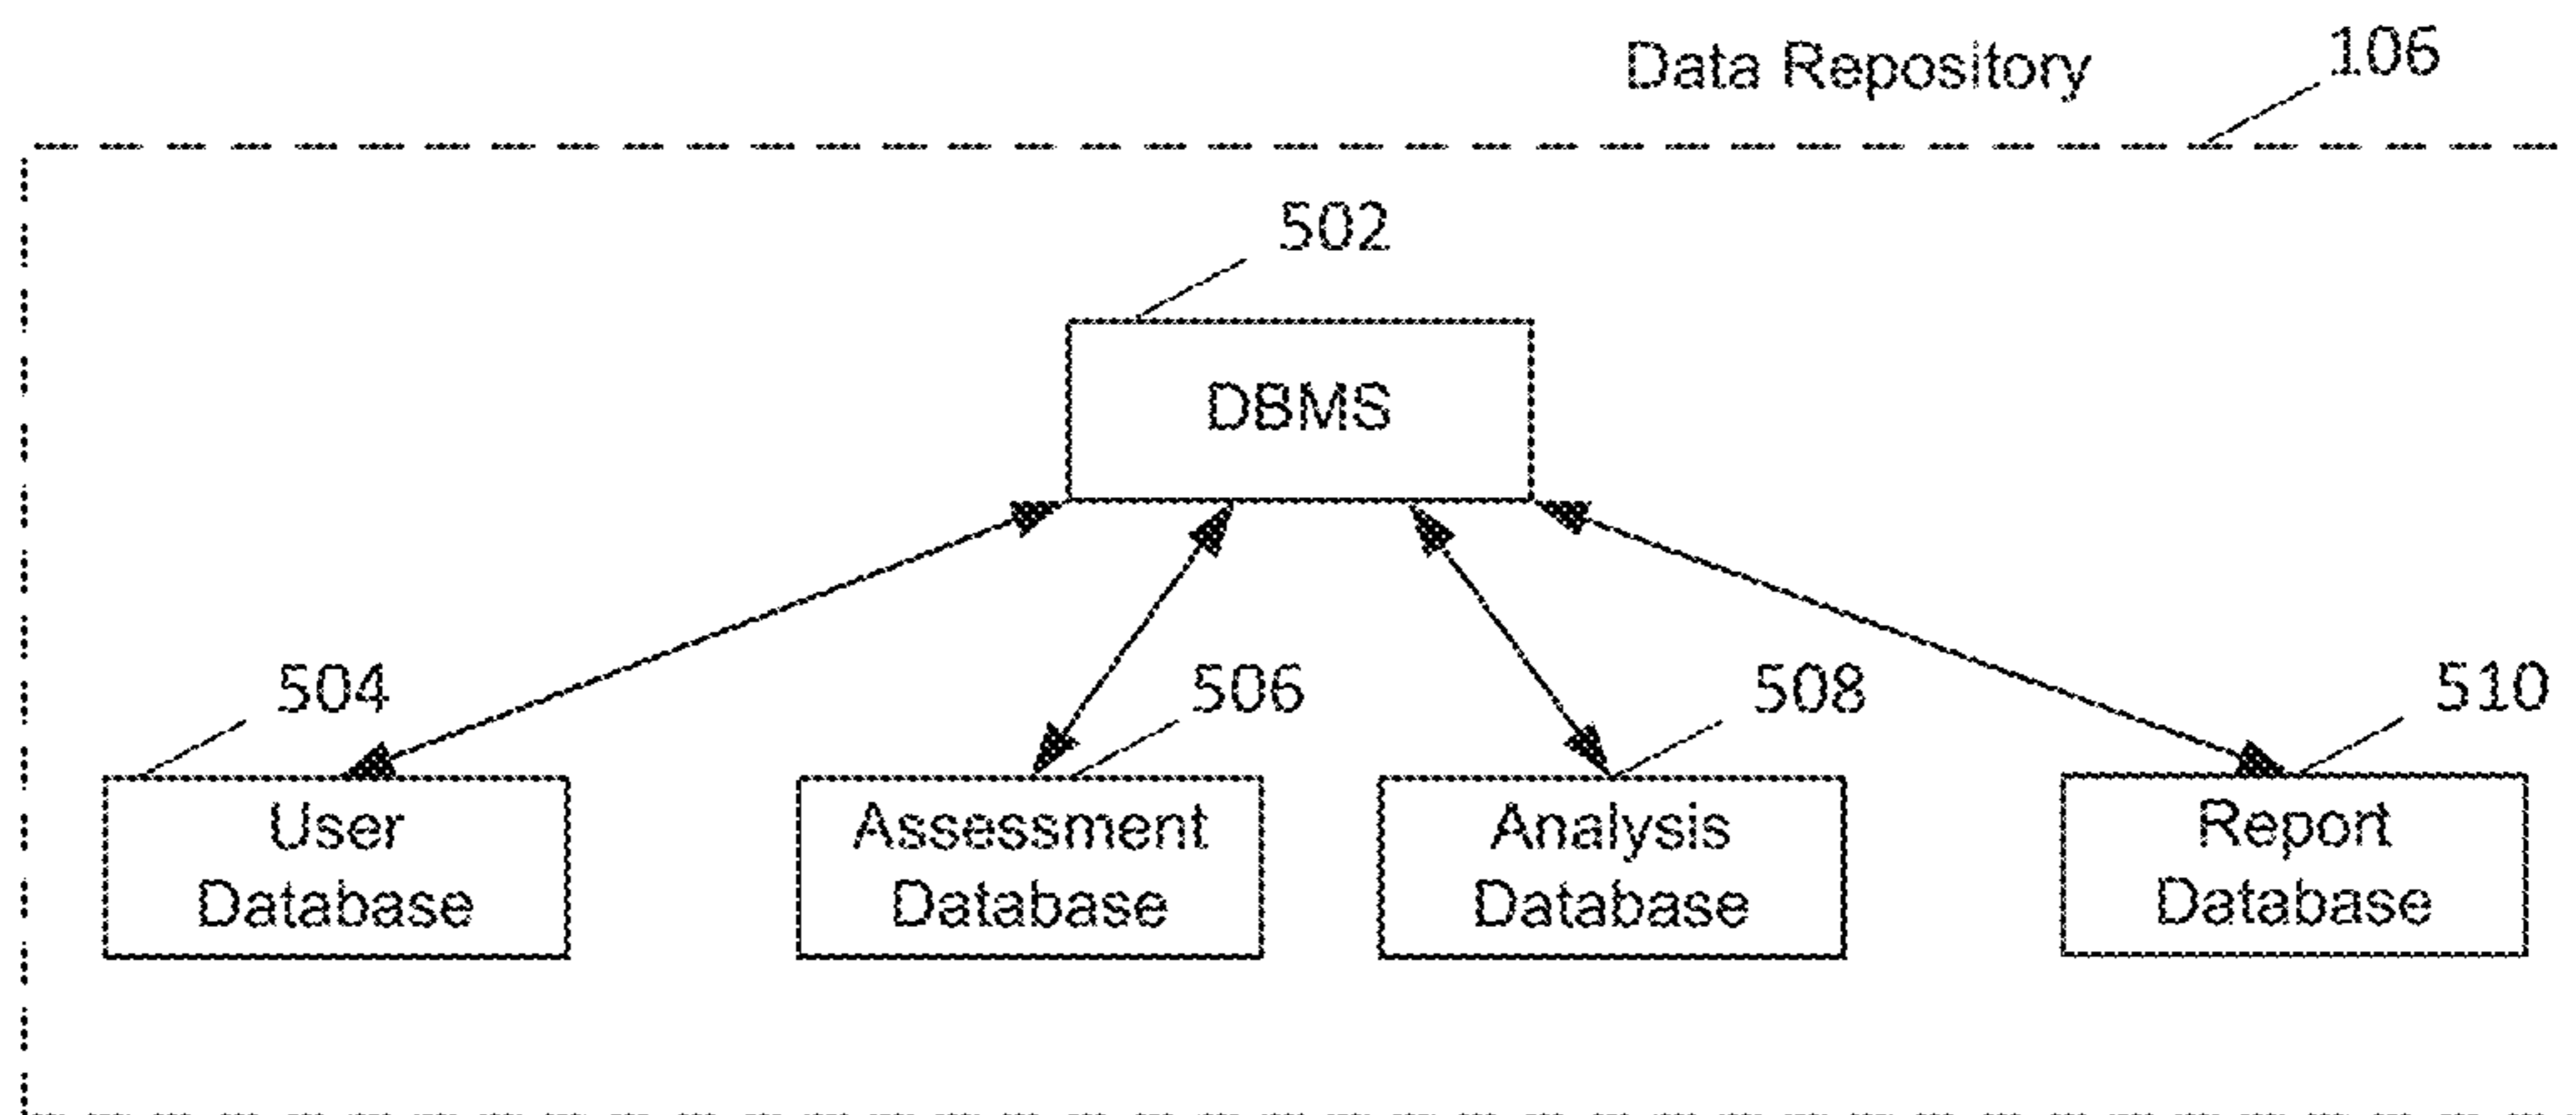 Data Repository
106
502
DBMS
504
506
508
510
User
Database
Assessment
Database
Analysis
Database
Report
Database